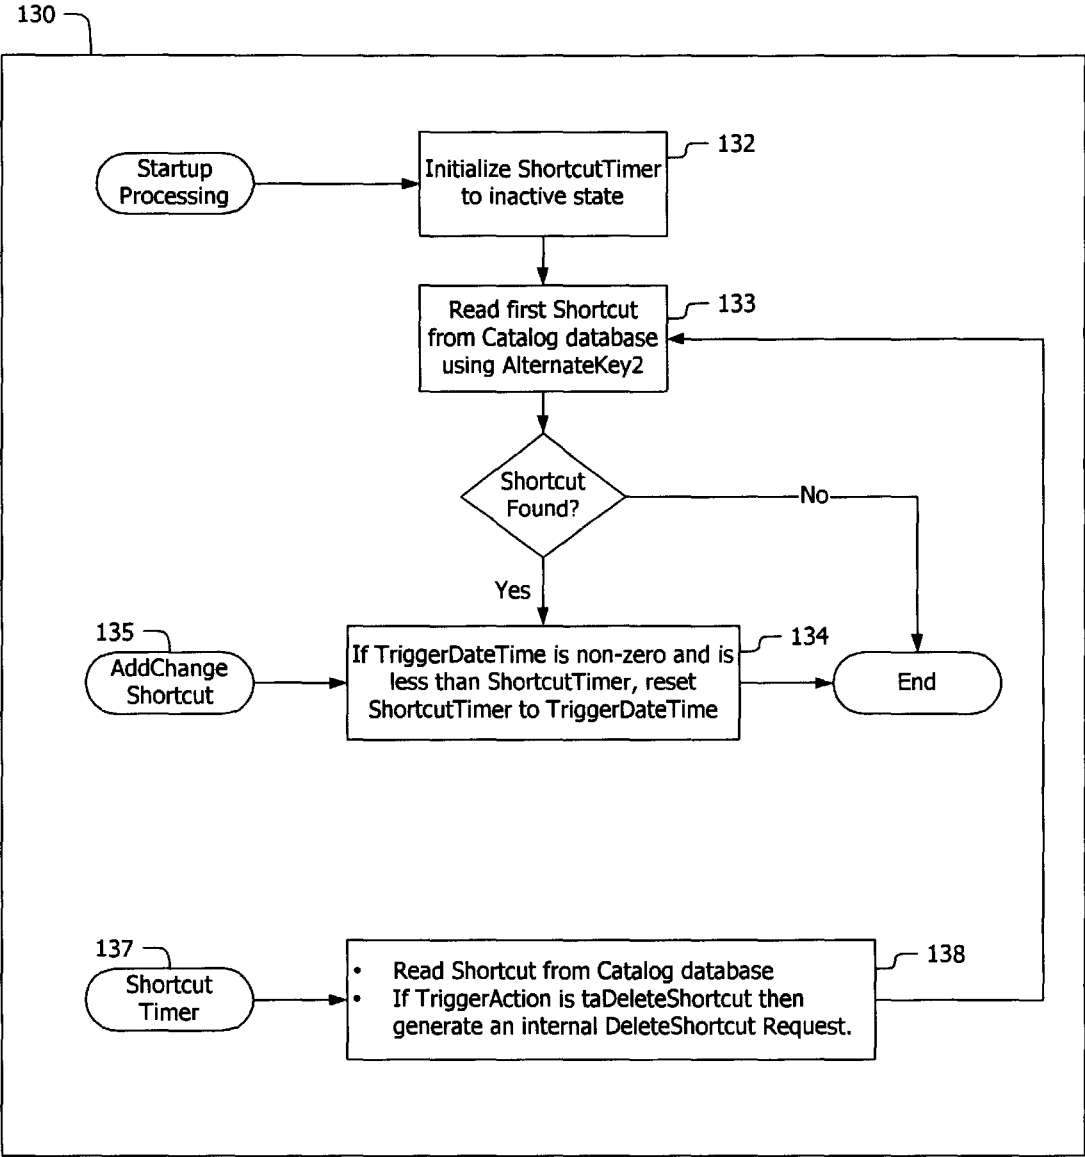 130
132
Startup
Processing
Initialize ShortcutTimer
to inactive state
133
Read first Shortcut
from Catalog database
using AlternateKey2
Shortcut
Found?
No
Yes
135
134
AddChange
Shortcut
If TriggerDateTime is non-zero and is
less than ShortcutTimer, reset
ShortcutTimer to TriggerDateTime
End
137
138
Shortcut
Timer
• Read Shortcut from Catalog database
• If TriggerAction is taDeleteShortcut then
generate an internal DeleteShortcut Request.